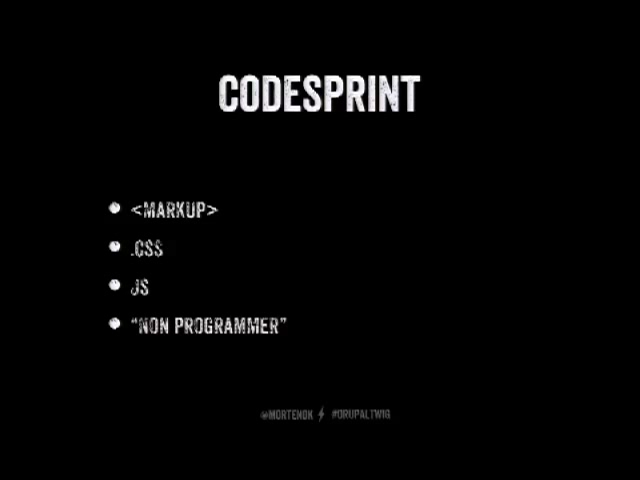 CODESPRINT
<MARKUP>
.CSS
.JS
"NON PROGRAMMER"
@MORTENDK #DRUPALTWIG